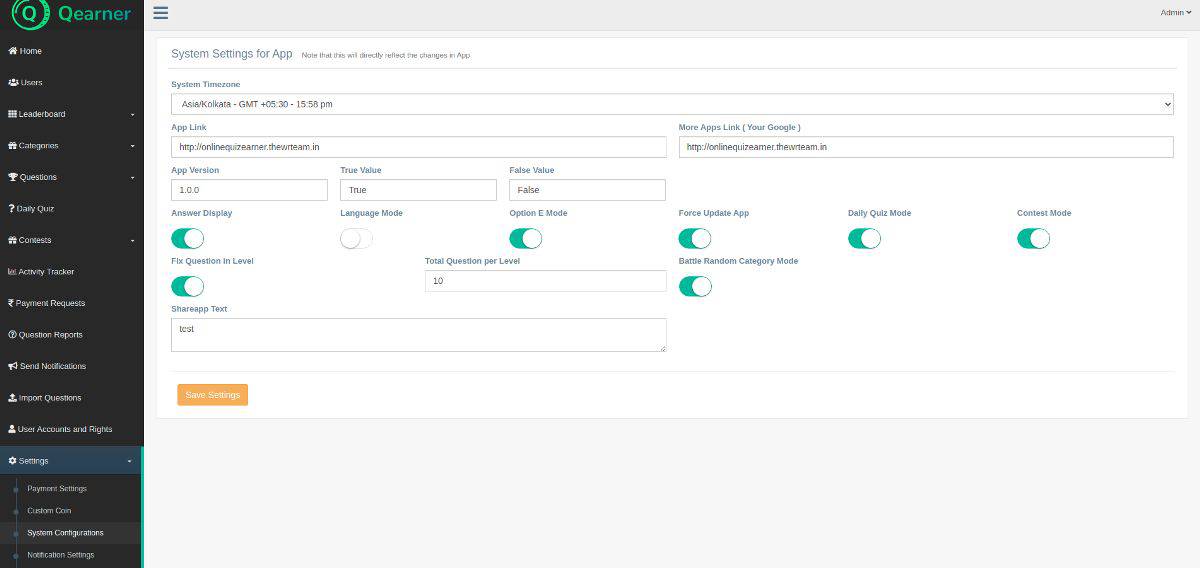 Qearner
Admin
Home
Users
Leaderboard
Categories
Questions
Daily Quiz
Contests
Activity Tracker
Payment Requests
Question Reports
Send Notifications
Import Questions
User Accounts and Rights
Settings
Payment Settings
Custom Coin
System Configurations
Notification Settings
System Settings for App Note that this will directly reflect the changes in App
System Timezone
Asia/Kolkata - GMT +05:30 - 15:58 pm
App Link More Apps Link ( Your Google )
http://onlinequizearner.thewrteam.in http://onlinequizearner.thewrteam.in
App Version True Value False Value
1.0.0 True False
Answer Display Language Mode Option E Mode Force Update App Daily Quiz Mode Contest Mode
Fix Question in Level Total Question per Level Battle Random Category Mode
10
Shareapp Text
test
Save Settings